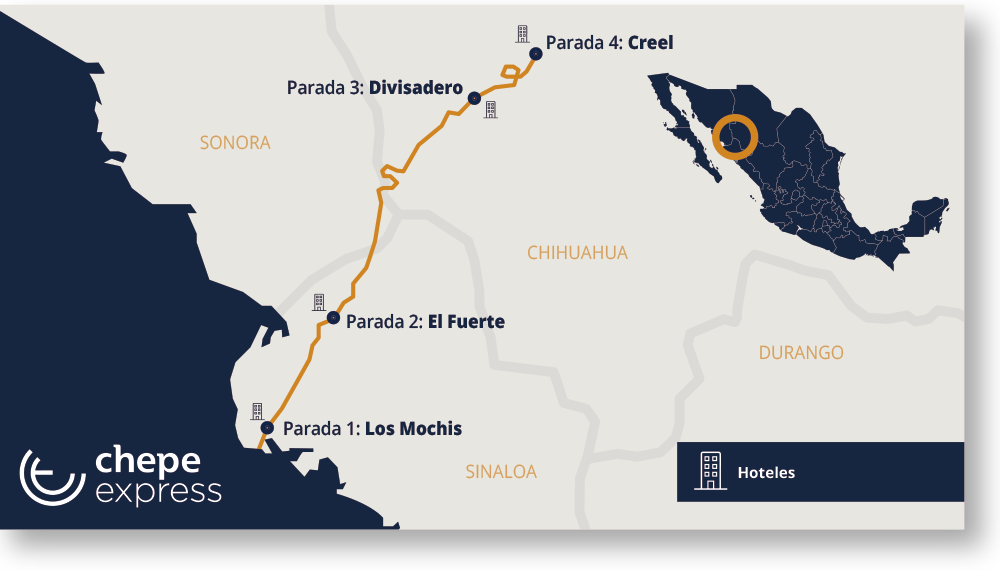 Parada 4: Creel
Parada 3: Divisadero
SONORA
CHIHUAHUA
Parada 2: El Fuerte
DURANGO
Parada 1: Los Mochis
SINALOA
chepe
express
Hoteles